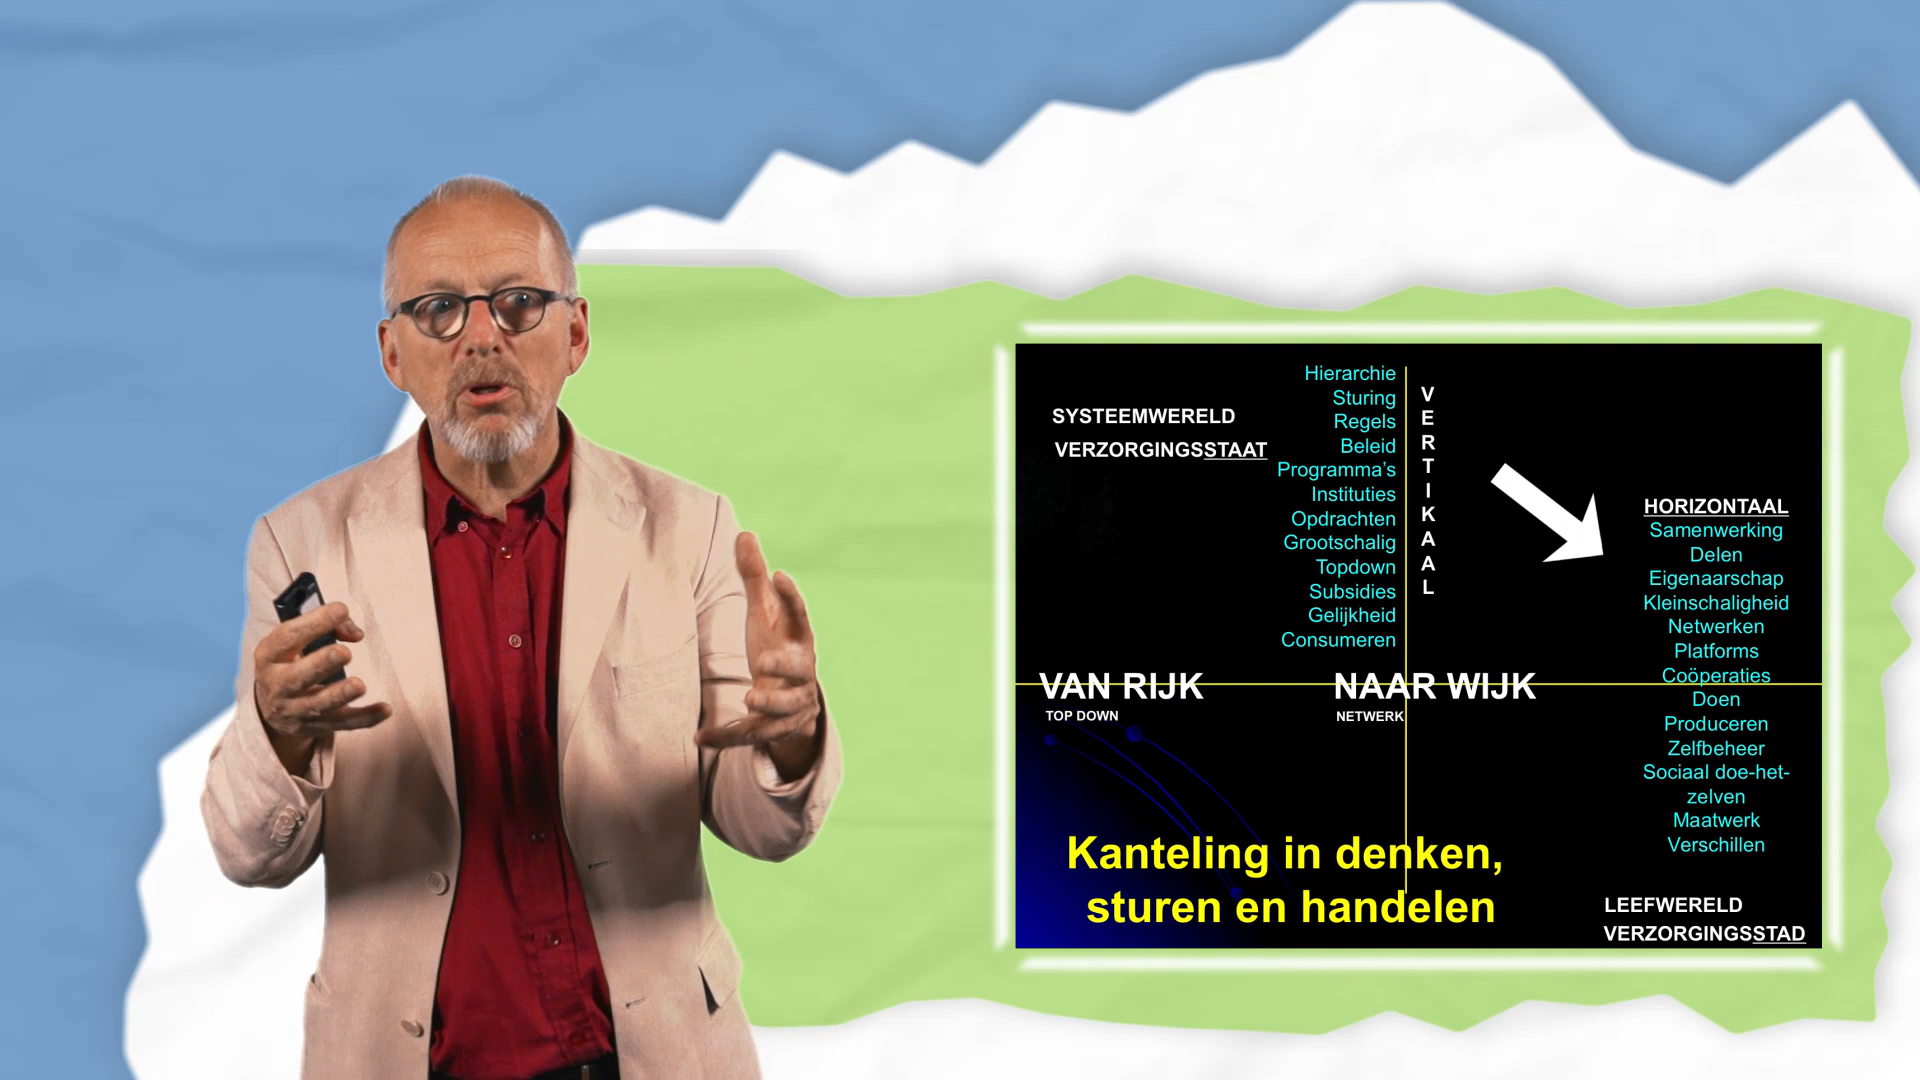 SYSTEEMWERELD
VERZORGINGSSTAAT
Hierarchie
Sturing
Regels
Beleid
Programma’s
Instituties
Opdrachten
Grootschalig
Topdown
Subsidies
Gelijkheid
Consumeren
VERTIKAAL
HORIZONTAAL
Samenwerking
Delen
Eigenaarschap
Kleinschaligheid
Netwerken
Platforms
Coöperaties
Doen
Produceren
Zelfbeheer
Sociaal doe-het-
zelven
Maatwerk
Verschillen
VAN RIJK NAAR WIJK
TOP DOWN NETWERK
Kanteling in denken,
sturen en handelen
LEEFWERELD
VERZORGINGSSTAD